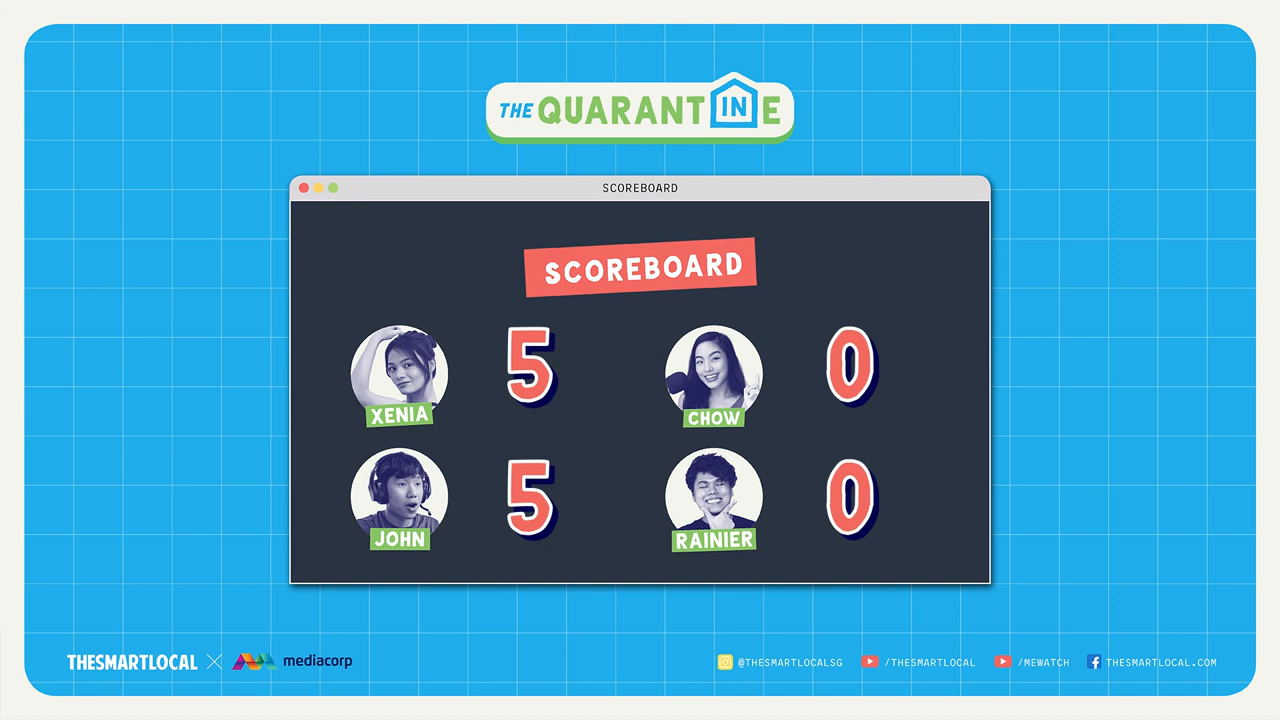 THE QUARANTINE
SCOREBOARD
SCOREBOARD
XENIA 5 CHOW 0
JOHN 5 RAINIER 0
THESMARTLOCAL mediacorp @THESMARTLOCALSG /THESMARTLOCAL /MEWATCH THESMARTLOCAL.COM